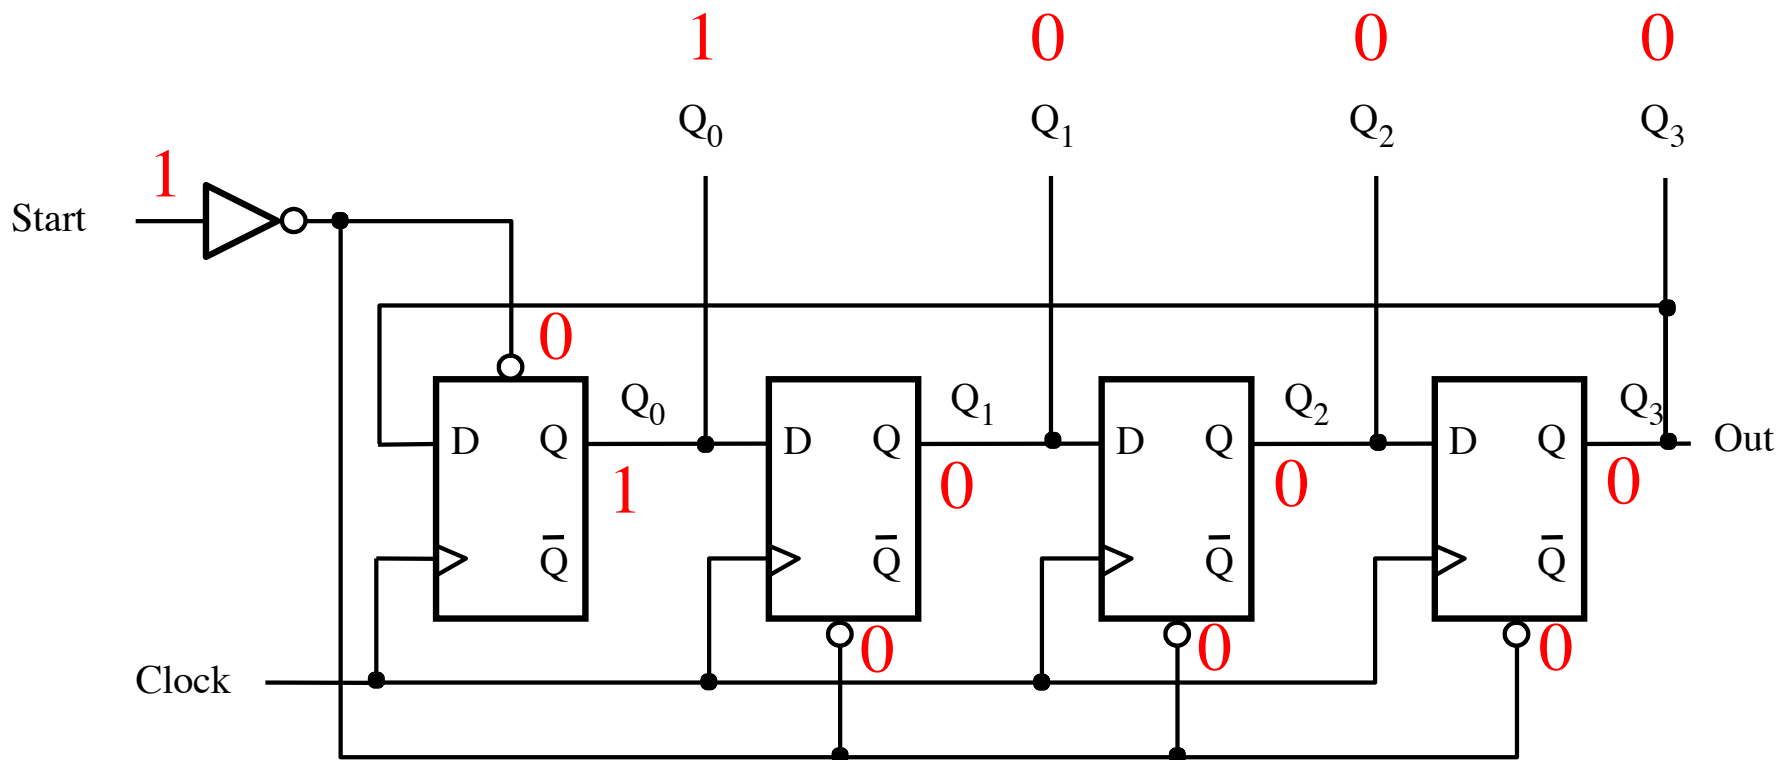 1 0 0 0
Q0 Q1 Q2 Q3
1
Start
0
Q0 Q1 Q2 Q3
D Q D Q D Q D Q Out
1 0 0 0
Q̅ Q̅ Q̅ Q̅
0 0 0
Clock